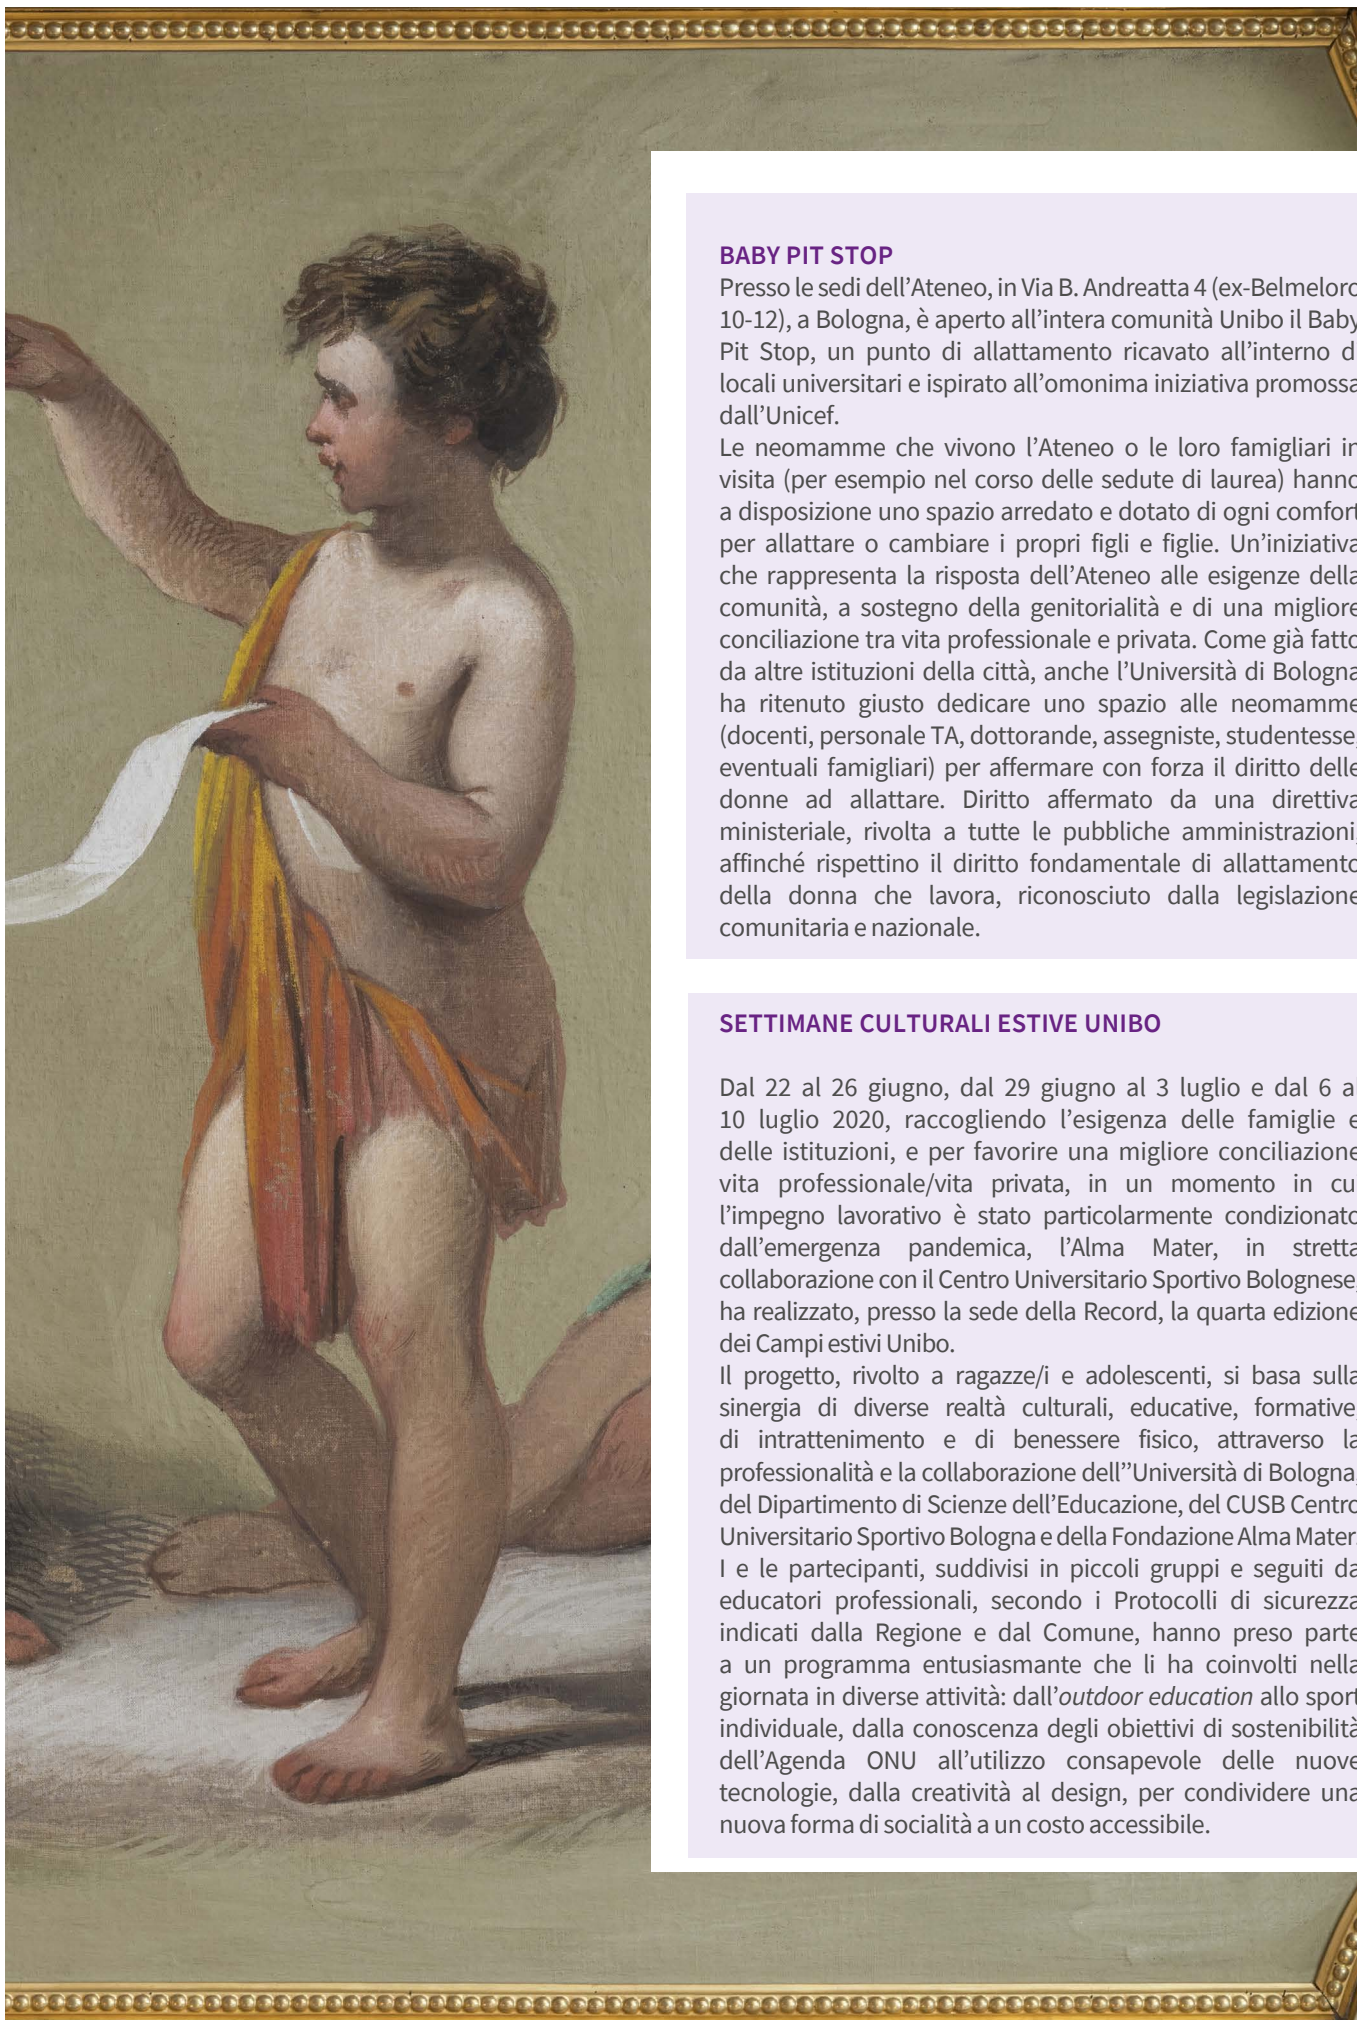 BABY PIT STOP
Presso le sedi dell’Ateneo, in Via B. Andreatta 4 (ex-Belmeloro
10-12), a Bologna, è aperto all’intera comunità Unibo il Baby
Pit Stop, un punto di allattamento ricavato all’interno di
locali universitari e ispirato all’omonima iniziativa promossa
dall’Unicef.
Le neomamme che vivono l’Ateneo o le loro famigliari in
visita (per esempio nel corso delle sedute di laurea) hanno
a disposizione uno spazio arredato e dotato di ogni comfort
per allattare o cambiare i propri figli e figlie. Un’iniziativa
che rappresenta la risposta dell’Ateneo alle esigenze della
comunità, a sostegno della genitorialità e di una migliore
conciliazione tra vita professionale e privata. Come già fatto
da altre istituzioni della città, anche l’Università di Bologna
ha ritenuto giusto dedicare uno spazio alle neomamme
(docenti, personale TA, dottorande, assegniste, studentesse,
eventuali famigliari) per affermare con forza il diritto delle
donne ad allattare. Diritto affermato da una direttiva
ministeriale, rivolta a tutte le pubbliche amministrazioni,
affinché rispettino il diritto fondamentale di allattamento
della donna che lavora, riconosciuto dalla legislazione
comunitaria e nazionale.
SETTIMANE CULTURALI ESTIVE UNIBO
Dal 22 al 26 giugno, dal 29 giugno al 3 luglio e dal 6 al
10 luglio 2020, raccogliendo l’esigenza delle famiglie e
delle istituzioni, e per favorire una migliore conciliazione
vita professionale/vita privata, in un momento in cui
l’impegno lavorativo è stato particolarmente condizionato
dall’emergenza pandemica, l’Alma Mater, in stretta
collaborazione con il Centro Universitario Sportivo Bolognese,
ha realizzato, presso la sede della Record, la quarta edizione
dei Campi estivi Unibo.
Il progetto, rivolto a ragazze/i e adolescenti, si basa sulla
sinergia di diverse realtà culturali, educative, formative,
di intrattenimento e di benessere fisico, attraverso la
professionalità e la collaborazione dell’’Università di Bologna,
del Dipartimento di Scienze dell’Educazione, del CUSB Centro
Universitario Sportivo Bologna e della Fondazione Alma Mater.
I e le partecipanti, suddivisi in piccoli gruppi e seguiti da
educatori professionali, secondo i Protocolli di sicurezza
indicati dalla Regione e dal Comune, hanno preso parte
a un programma entusiasmante che li ha coinvolti nella
giornata in diverse attività: dall’outdoor education allo sport
individuale, dalla conoscenza degli obiettivi di sostenibilità
dell’Agenda ONU all’utilizzo consapevole delle nuove
tecnologie, dalla creatività al design, per condividere una
nuova forma di socialità a un costo accessibile.